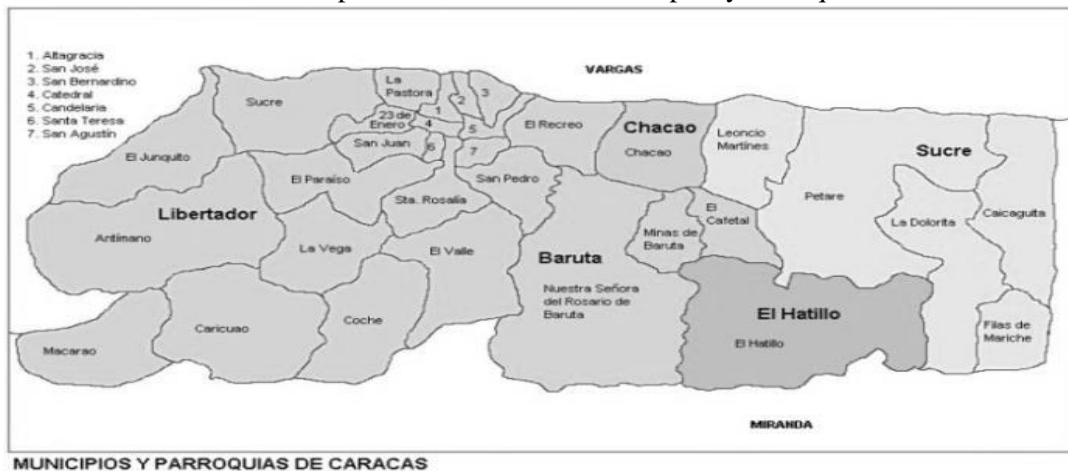 1. Altagracia
2. San José
3. San Bernardino
4. Catedral
5. Candelaria
6. Santa Teresa
7. San Agustín
VARGAS
Sucre
La
Pastora
1
2
3
23 de
Enero
4
5
El Recreo
Chacao
Chacao
Leoncio
Martínes
Sucre
El Junquito
San Juan
6
7
El Paraíso
San Pedro
Sta. Rosalía
Petare
La Dolorita
Caicaguita
Libertador
Antímano
La Vega
El Valle
Baruta
Minas de
Baruta
El
Cafetal
Nuestra Señora
del Rosario de
Baruta
El Hatillo
El Hatillo
Filas de
Mariche
Macarao
Caricuao
Coche
MIRANDA
MUNICIPIOS Y PARROQUIAS DE CARACAS